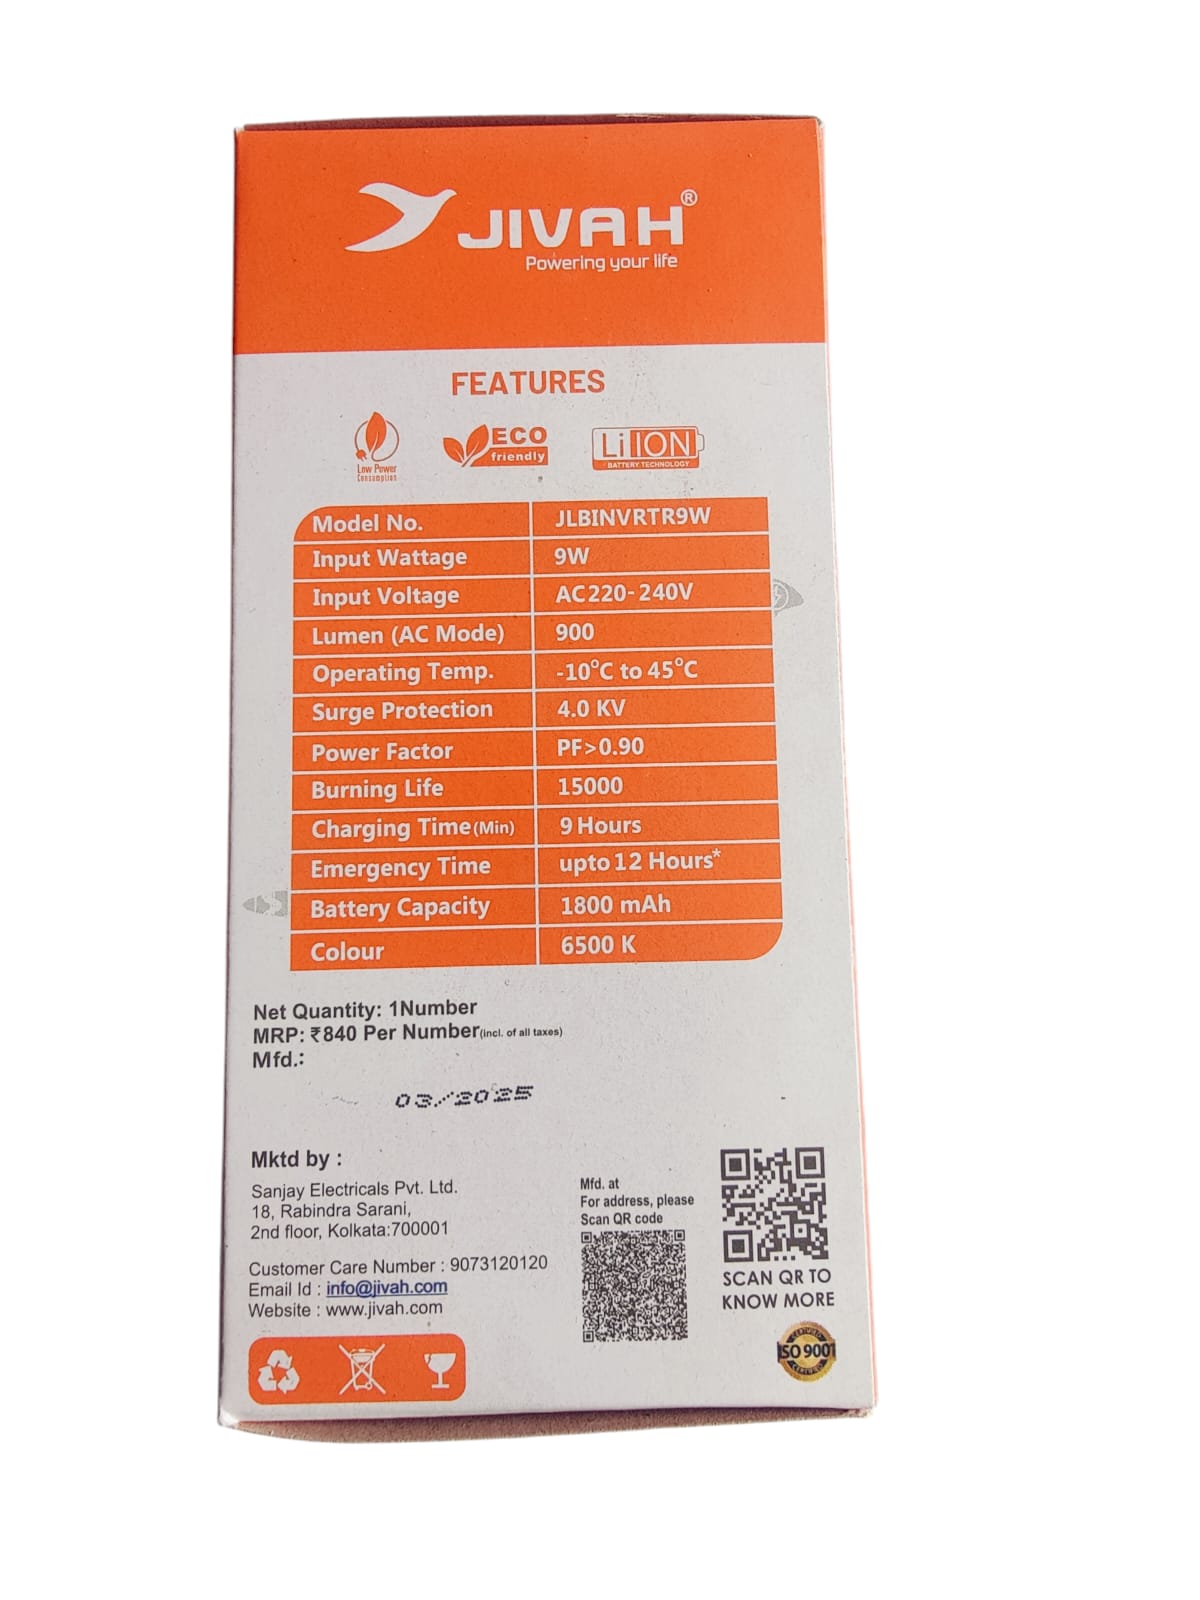 JIVAH®
Powering your life
FEATURES
Low Power
Consumption
ECO
friendly
Li ION
BATTERY TECHNOLOGY
Model No. JLBINVRTR9W
Input Wattage 9W
Input Voltage AC220-240V
Lumen (AC Mode) 900
Operating Temp. -10°C to 45°C
Surge Protection 4.0 KV
Power Factor PF>0.90
Burning Life 15000
Charging Time(Min) 9 Hours
Emergency Time upto 12 Hours*
Battery Capacity 1800 mAh
Colour 6500 K
Net Quantity: 1Number
MRP: ₹840 Per Number(incl. of all taxes)
Mfd.:
03/2025
Mktd by :
Sanjay Electricals Pvt. Ltd.
18, Rabindra Sarani,
2nd floor, Kolkata:700001
Customer Care Number : 9073120120
Email Id : info@jivah.com
Website : www.jivah.com
Mfd. at
For address, please
Scan QR code
SCAN QR TO
KNOW MORE
CERTIFIED
ISO 9001
CERTIFIED